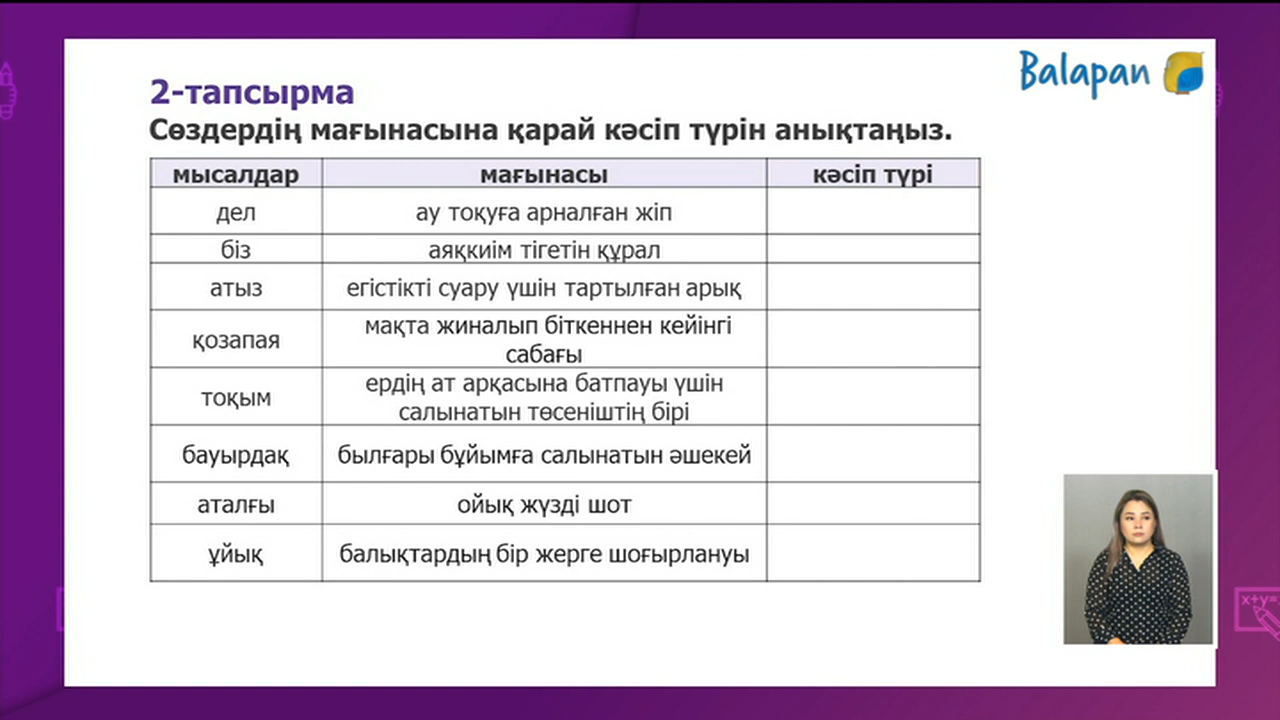 Balapan
2-тапсырма
Сөздердің мағынасына қарай кәсіп түрін анықтаңыз.
мысалдар мағынасы кәсіп түрі
дел ау тоқуға арналған жіп
біз аяқкиім тігетін құрал
атыз егістікті суару үшін тартылған арық
қозапая мақта жиналып біткеннен кейінгі
сабағы
тоқым ердің ат арқасына батпауы үшін
салынатын төсеніштің бірі
бауырдақ былғары бұйымға салынатын әшекей
аталғы ойық жүзді шот
ұйық балықтардың бір жерге шоғырлануы
x+y=